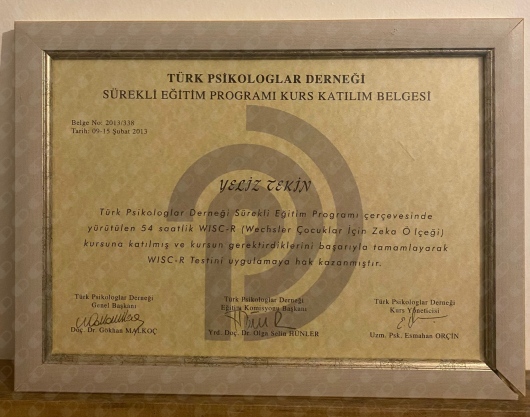 TÜRK PSİKOLOGLAR DERNEĞİ
SÜREKLİ EĞİTİM PROGRAMI KURS KATILIM BELGESİ
Belge No: 2013/338
Tarih: 09-15 Şubat 2013
YELİZ TEKİN
Türk Psikologlar Derneği Sürekli Eğitim Programı çerçevesinde
yürütülen 54 saatlik WISC-R (Wechsler Çocuklar İçin Zeka Ölçeği)
kursuna katılmış ve kursun gerektirdiklerini başarıyla tamamlayarak
WISC-R Testini uygulamaya hak kazanmıştır.
Türk Psikologlar Derneği Türk Psikologlar Derneği Türk Psikologlar Derneği
Genel Başkanı Eğitim Komisyonu Başkanı Kurs Yöneticisi
Doç. Dr. Gökhan MALKOÇ Yrd. Doç. Dr. Olga Selin HÜNLER Uzm. Psk. Esmahan ORÇİN